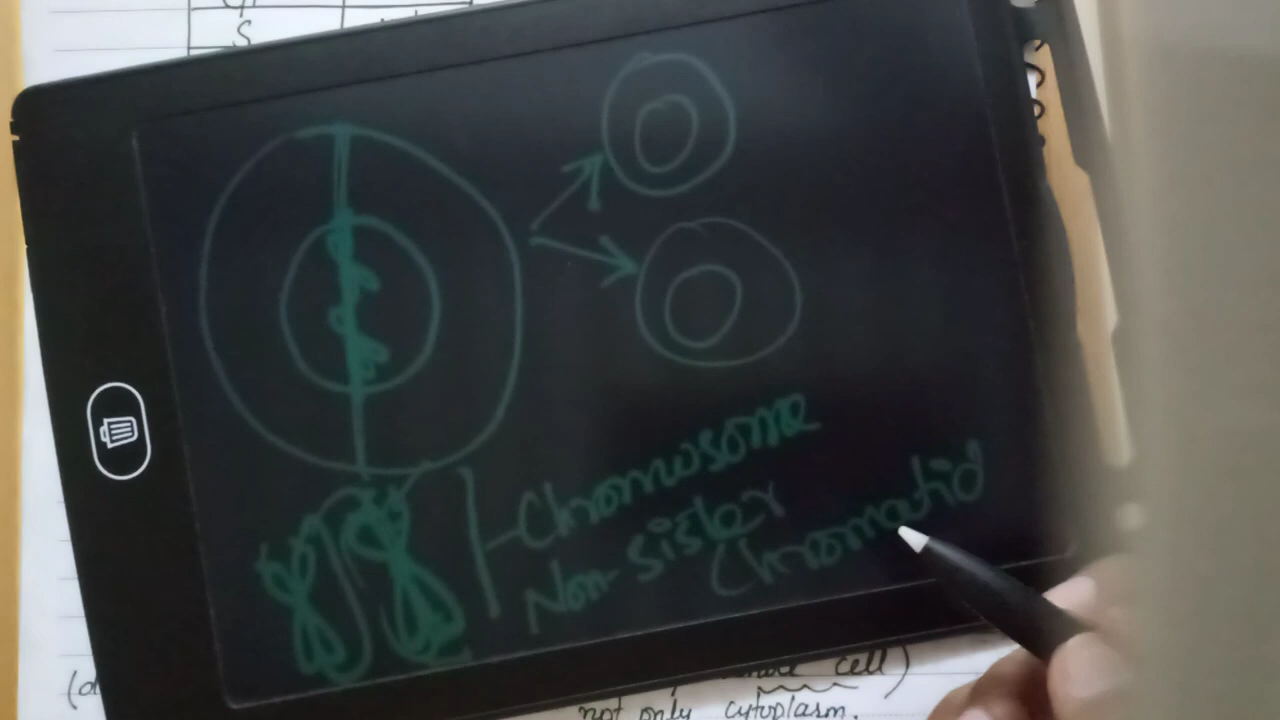 S
Chromosome
Non-sister
Chromatid
cell)
not only cytoplasm.